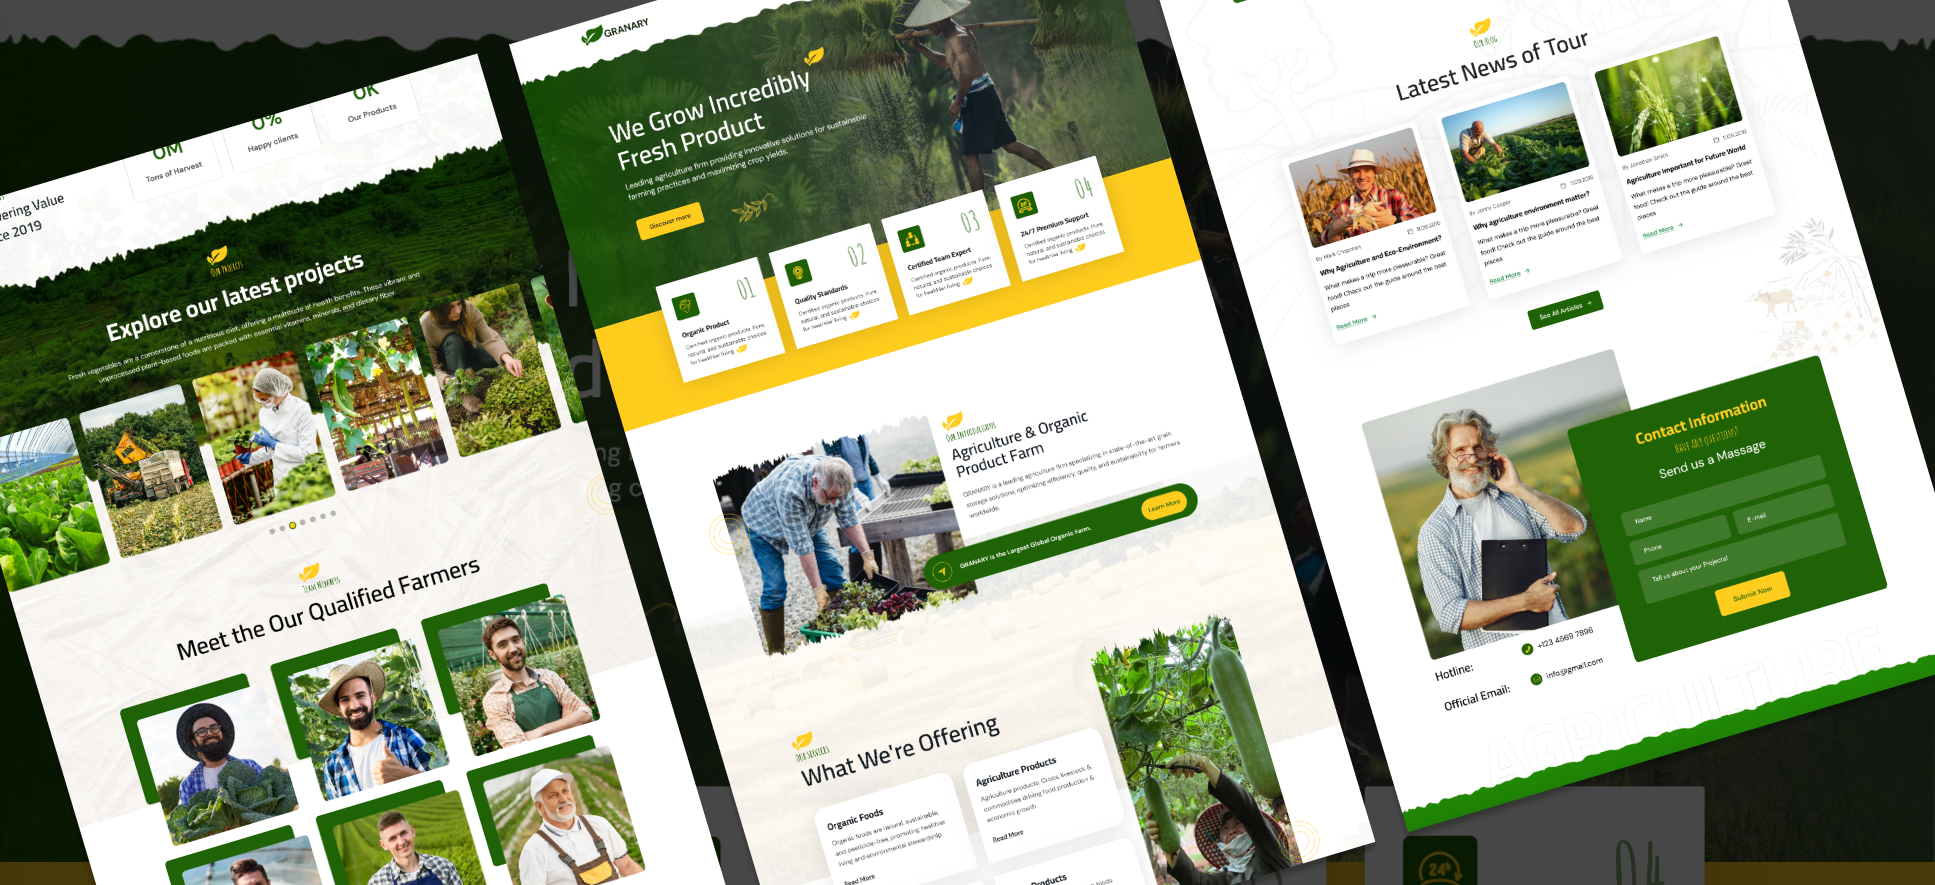 0M
Tons of Harvest
0%
Happy clients
0K
Our Products
vering Value
ce 2019
Our Projects
Explore our latest projects
Fresh vegetables are a cornerstone of a nutritious diet, offering a multitude of health benefits. These vibrant and
unprocessed plant-based foods are packed with essential vitamins, minerals, and dietary fiber
Team Members
Meet the Our Qualified Farmers
GRANARY
We Grow Incredibly
Fresh Product
Leading agriculture firm providing innovative solutions for sustainable
farming practices and maximizing crop yields.
Discover more
01
Organic Product
Certified organic products. Pure,
natural, and sustainable choices
for healthier living
02
Quality Standards
Certified organic products. Pure,
natural, and sustainable choices
for healthier living
03
Certified Team Expert
Certified organic products. Pure,
natural, and sustainable choices
for healthier living
04
24/7 Premium Support
Certified organic products. Pure,
natural, and sustainable choices
for healthier living
Our Introductions
Agriculture & Organic
Product Farm
GRANARY is a leading agriculture firm specializing in state-of-the-art grain
storage solutions, optimizing efficiency, quality, and sustainability for farmers
worldwide.
GRANARY is the Largest Global Organic Farm.
Learn More
Our Services
What We're Offering
Organic Foods
Organic foods are natural, sustainable,
and pesticide-free, promoting healthier
living and environmental stewardship
Read More
Agriculture Products
Agriculture products: Crops, livestock &
commodities driving food production &
economic growth
Read More
Products
foods
Our Blog
Latest News of Tour
By Mark Chapman
11.09.2016
Why Agriculture and Eco-Environment?
What makes a trip more pleasurable? Great
food! Check out the guide around the best
places
Read More
By Jenny Cooper
11.09.2016
Why agriculture environment matter?
What makes a trip more pleasurable? Great
food! Check out the guide around the best
places
Read More
By Jonathan Smith
11.09.2016
Agriculture Important for Future World
What makes a trip more pleasurable? Great
food! Check out the guide around the best
places
Read More
See All Articles
Contact Information
Have any questions?
Send us a Massage
Name
E-mail
Phone
Tell us about your Projects!
Submit Now
Hotline:
+123 4569 7896
Official Email:
info@gmail.com
AGRICULTURE
24h
04